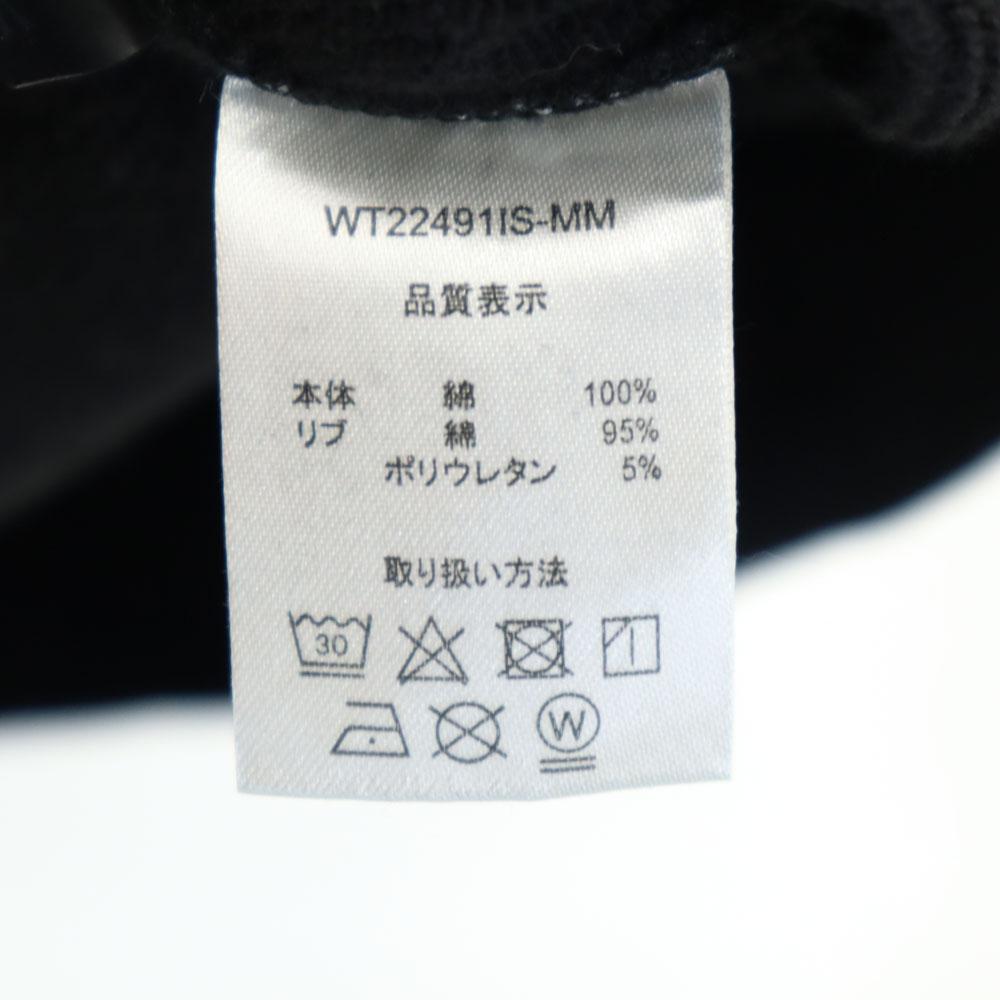 WT22491IS-MM
品質表示
本体 綿 100%
リブ 綿 95%
ポリウレタン 5%
取り扱い方法
30
W